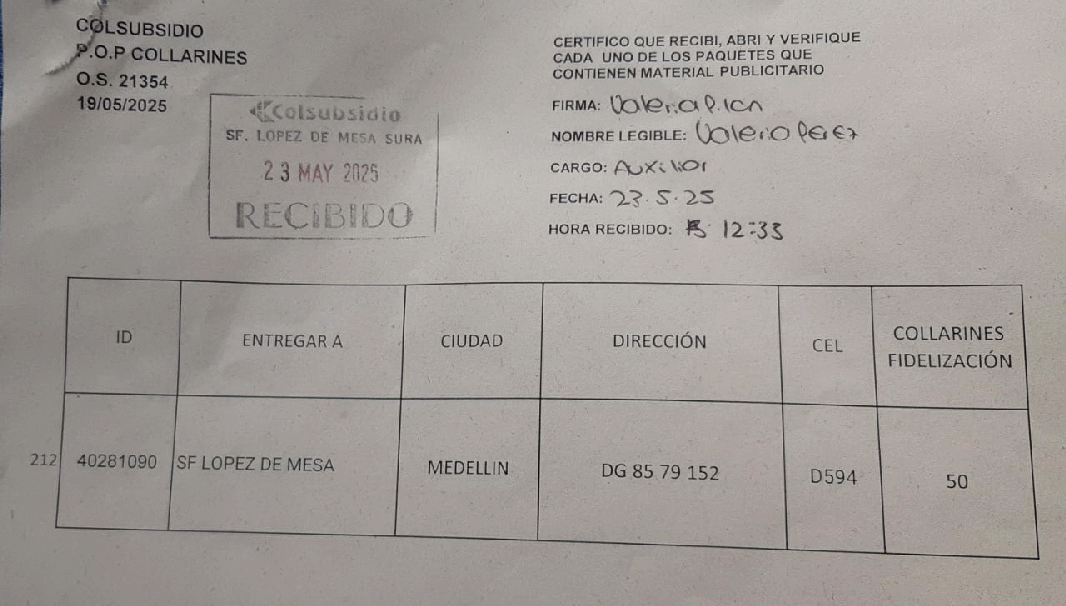 COLSUBSIDIO
P.O.P COLLARINES
O.S. 21354
19/05/2025
Colsubsidio
SF. LOPEZ DE MESA SURA
23 MAY 2025
RECIBIDO
CERTIFICO QUE RECIBI, ABRI Y VERIFIQUE
CADA UNO DE LOS PAQUETES QUE
CONTIENEN MATERIAL PUBLICITARIO
FIRMA:
NOMBRE LEGIBLE: Valeria Perez
CARGO: Auxiliar
FECHA: 23.5.25
HORA RECIBIDO: 12:33
ID
ENTREGAR A
CIUDAD
DIRECCIÓN
CEL
COLLARINES
FIDELIZACIÓN
212
40281090
SF LOPEZ DE MESA
MEDELLIN
DG 85 79 152
D594
50